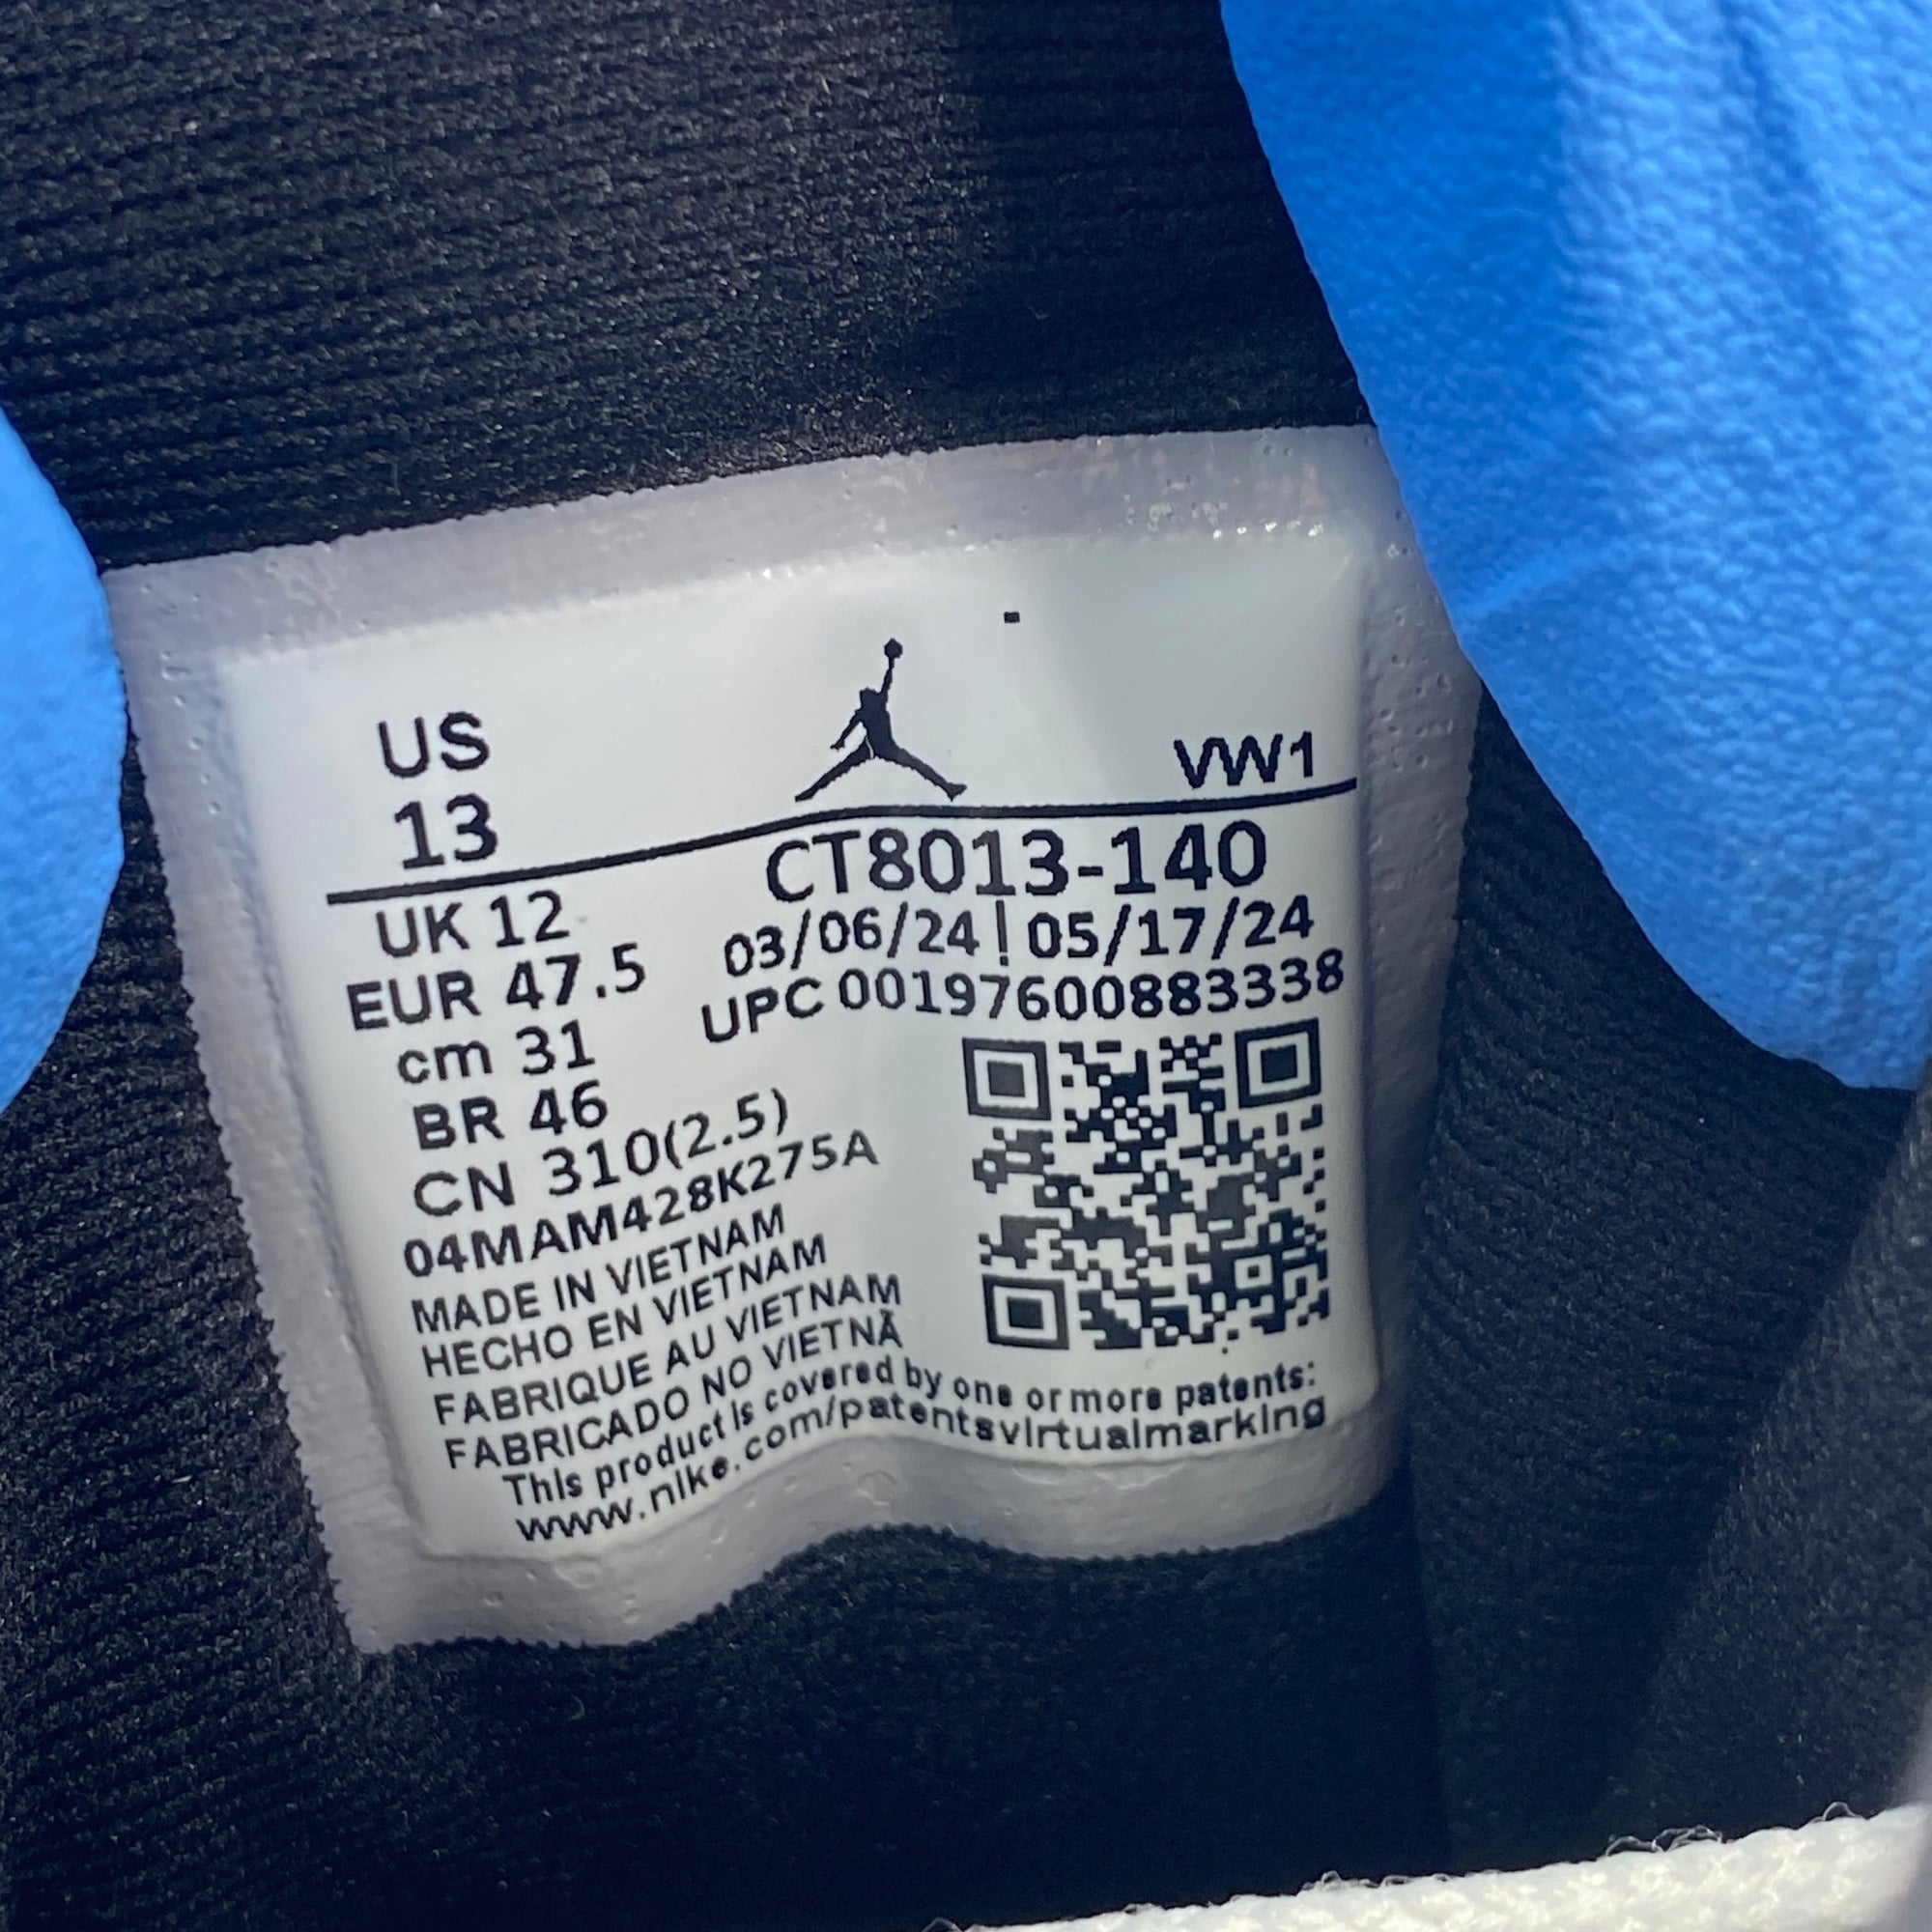 US
13
VW1
CT8013-140
03/06/24 | 05/17/24
UPC 00197600883338
UK 12
EUR 47.5
cm 31
BR 46
CN 310(2.5)
04MAM428K275A
MADE IN VIETNAM
HECHO EN VIETNAM
FABRIQUE AU VIETNAM
FABRICADO NO VIETNÃ
This product is covered by one or more patents:
www.nike.com/patentsvirtualmarking